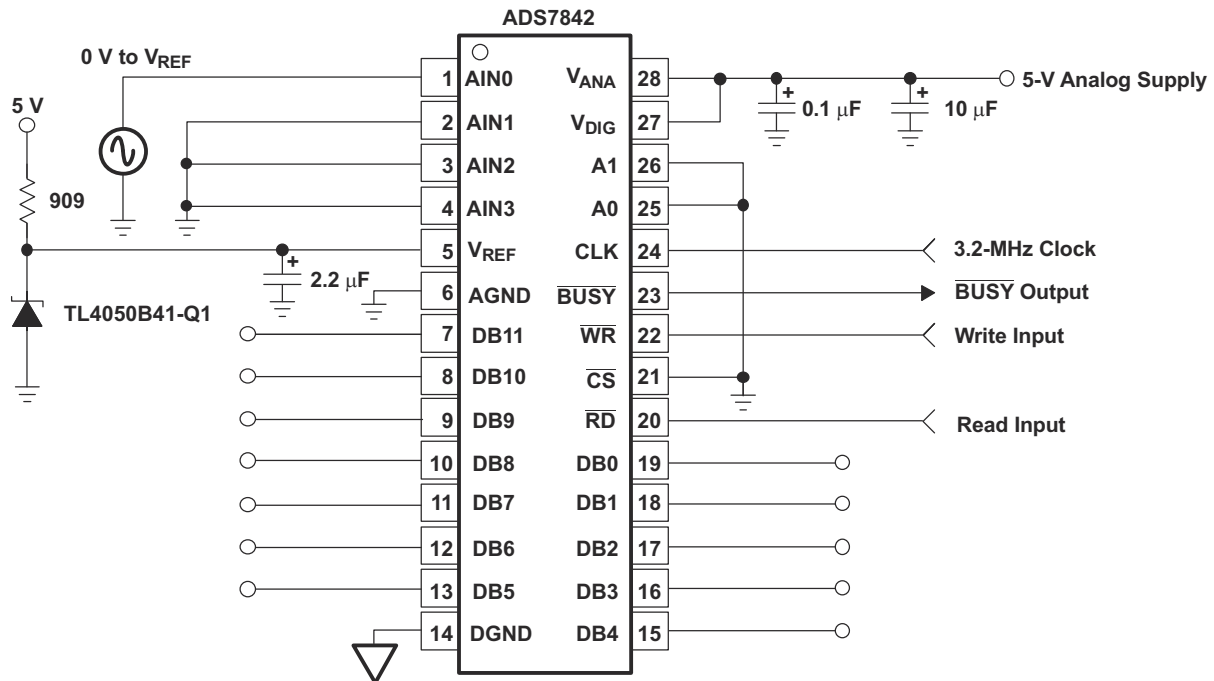 ADS7842
0 V to VREF
5 V
909
TL4050B41-Q1
2.2 μF
1 AIN0
2 AIN1
3 AIN2
4 AIN3
5 VREF
6 AGND
7 DB11
8 DB10
9 DB9
10 DB8
11 DB7
12 DB6
13 DB5
14 DGND
VANA 28
VDIG 27
A1 26
A0 25
CLK 24
BUSY 23
WR 22
CS 21
RD 20
DB0 19
DB1 18
DB2 17
DB3 16
DB4 15
+
+
+
0.1 μF
10 μF
5-V Analog Supply
3.2-MHz Clock
BUSY Output
Write Input
Read Input